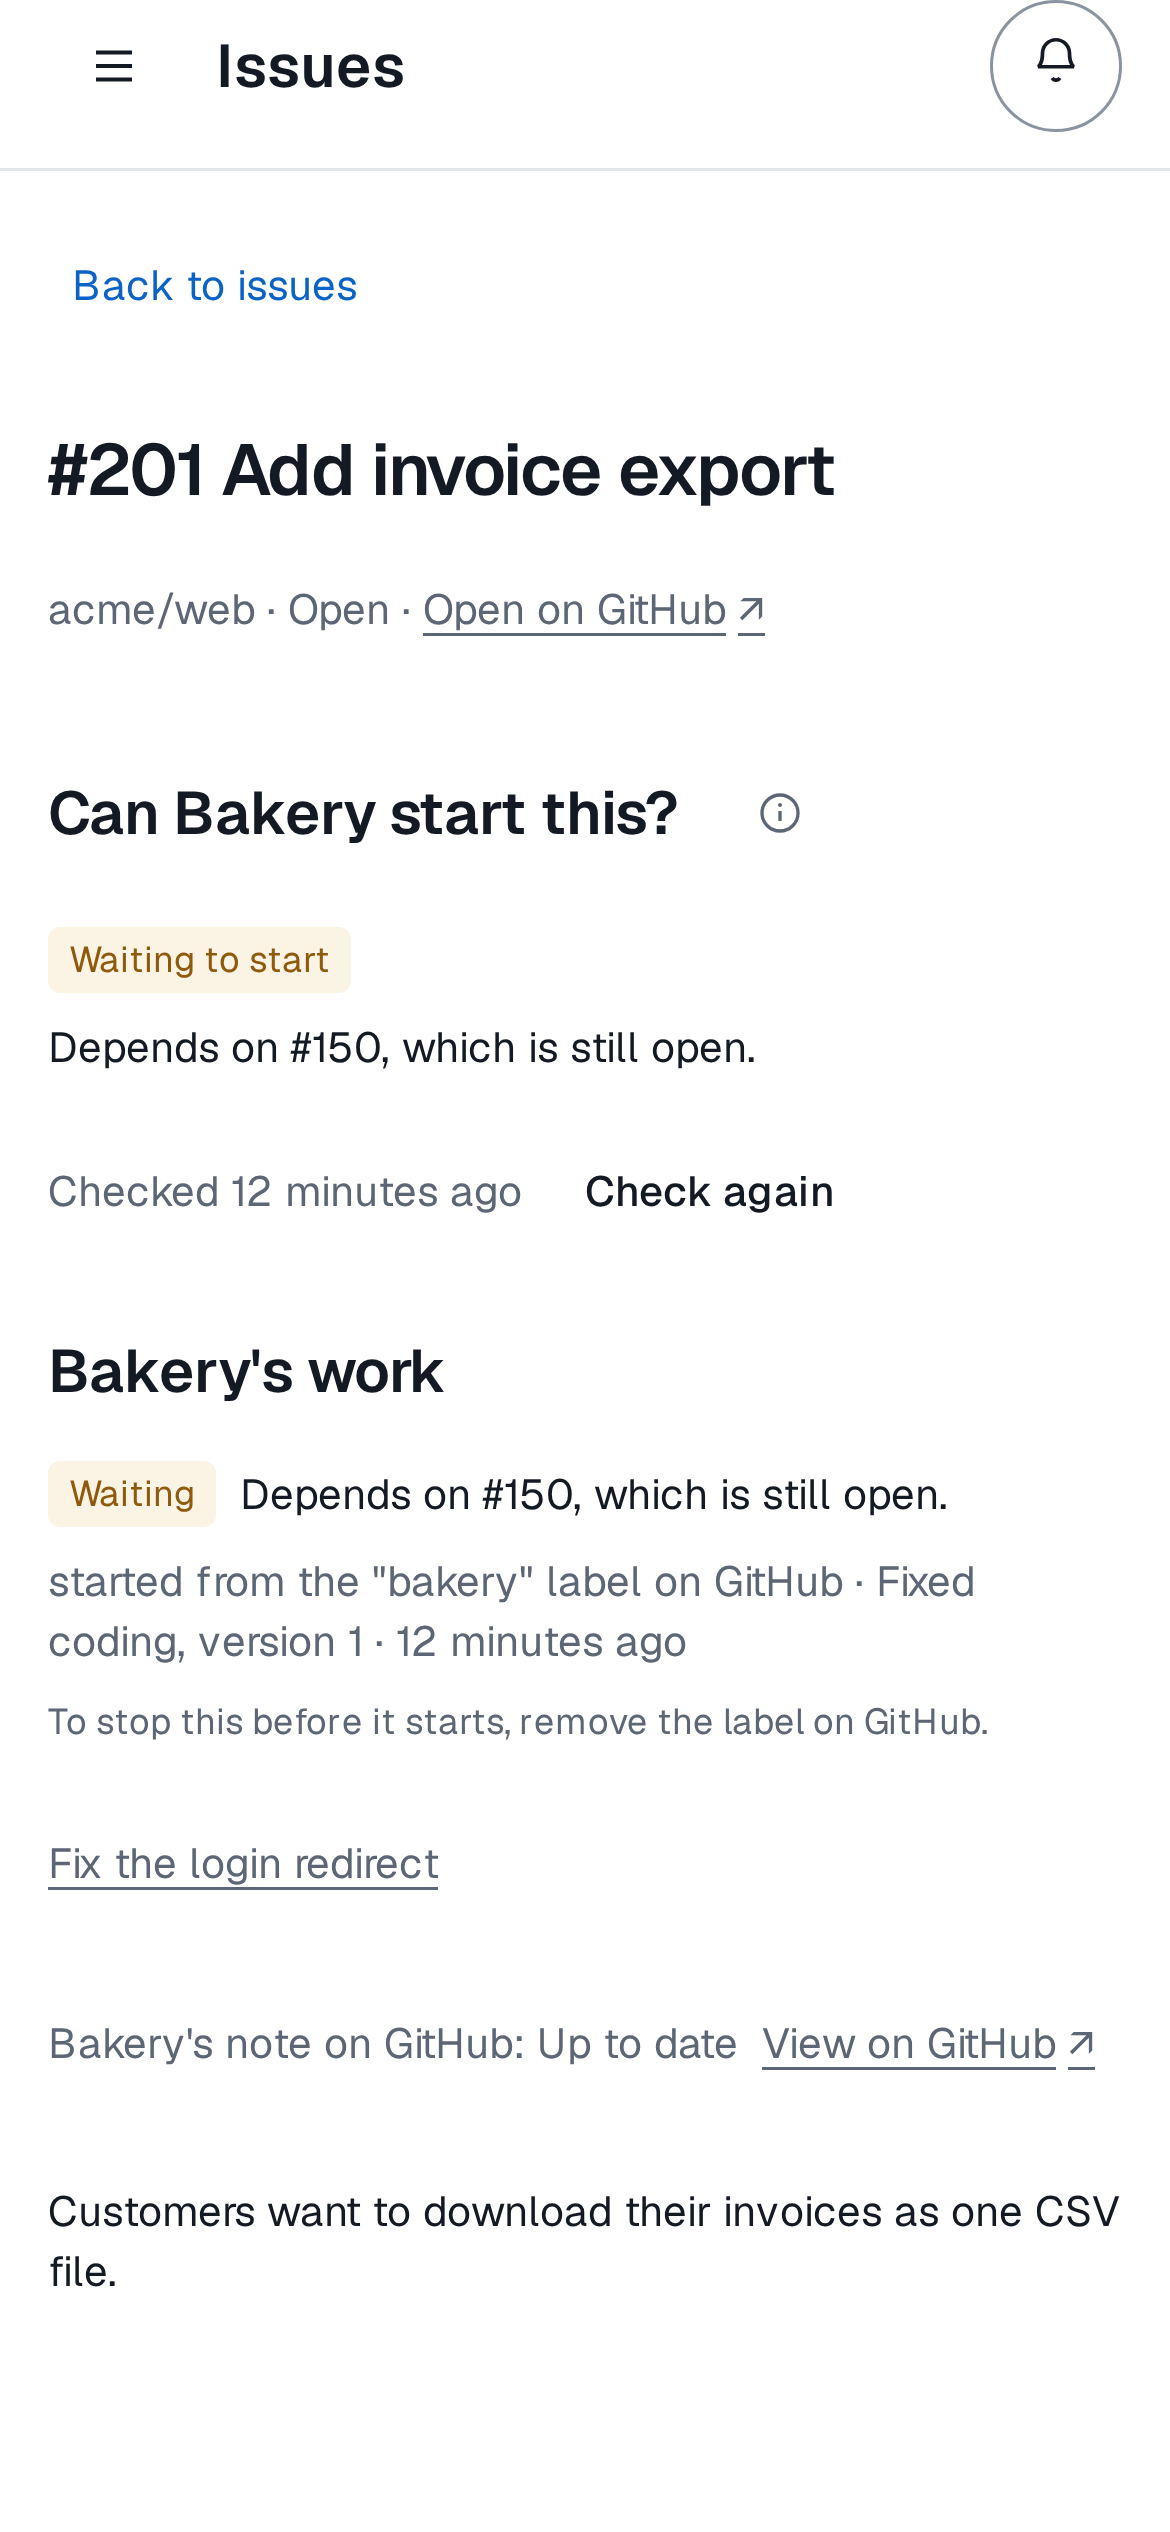 Issues
Back to issues
#201 Add invoice export
acme/web · Open · Open on GitHub ↗
Can Bakery start this?
Waiting to start
Depends on #150, which is still open.
Checked 12 minutes ago Check again
Bakery's work
Waiting Depends on #150, which is still open.
started from the "bakery" label on GitHub · Fixed
coding, version 1 · 12 minutes ago
To stop this before it starts, remove the label on GitHub.
Fix the login redirect
Bakery's note on GitHub: Up to date View on GitHub ↗
Customers want to download their invoices as one CSV
file.